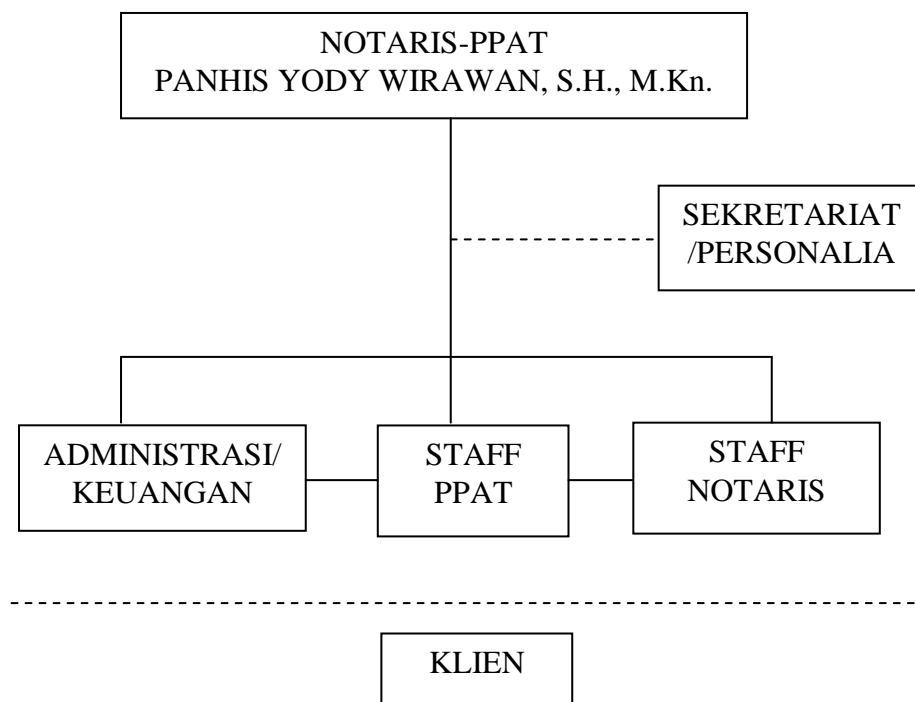 NOTARIS-PPAT
PANHIS YODY WIRAWAN, S.H., M.Kn.
SEKRETARIAT
/PERSONALIA
ADMINISTRASI/
KEUANGAN
STAFF
PPAT
STAFF
NOTARIS
KLIEN